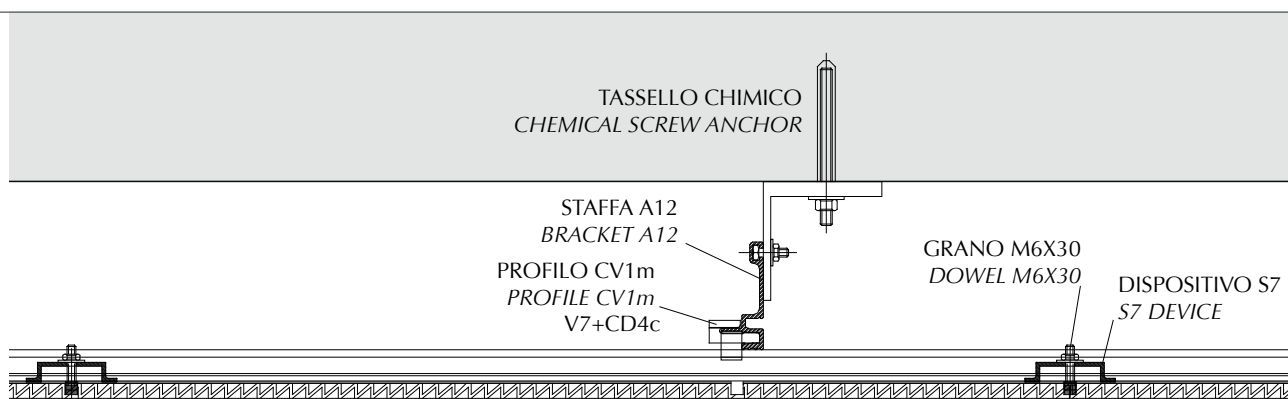 TASSELLO CHIMICO
CHEMICAL SCREW ANCHOR
STAFFA A12
BRACKET A12
PROFILO CV1m
PROFILE CV1m
V7+CD4c
GRANO M6X30
DOWEL M6X30
DISPOSITIVO S7
S7 DEVICE